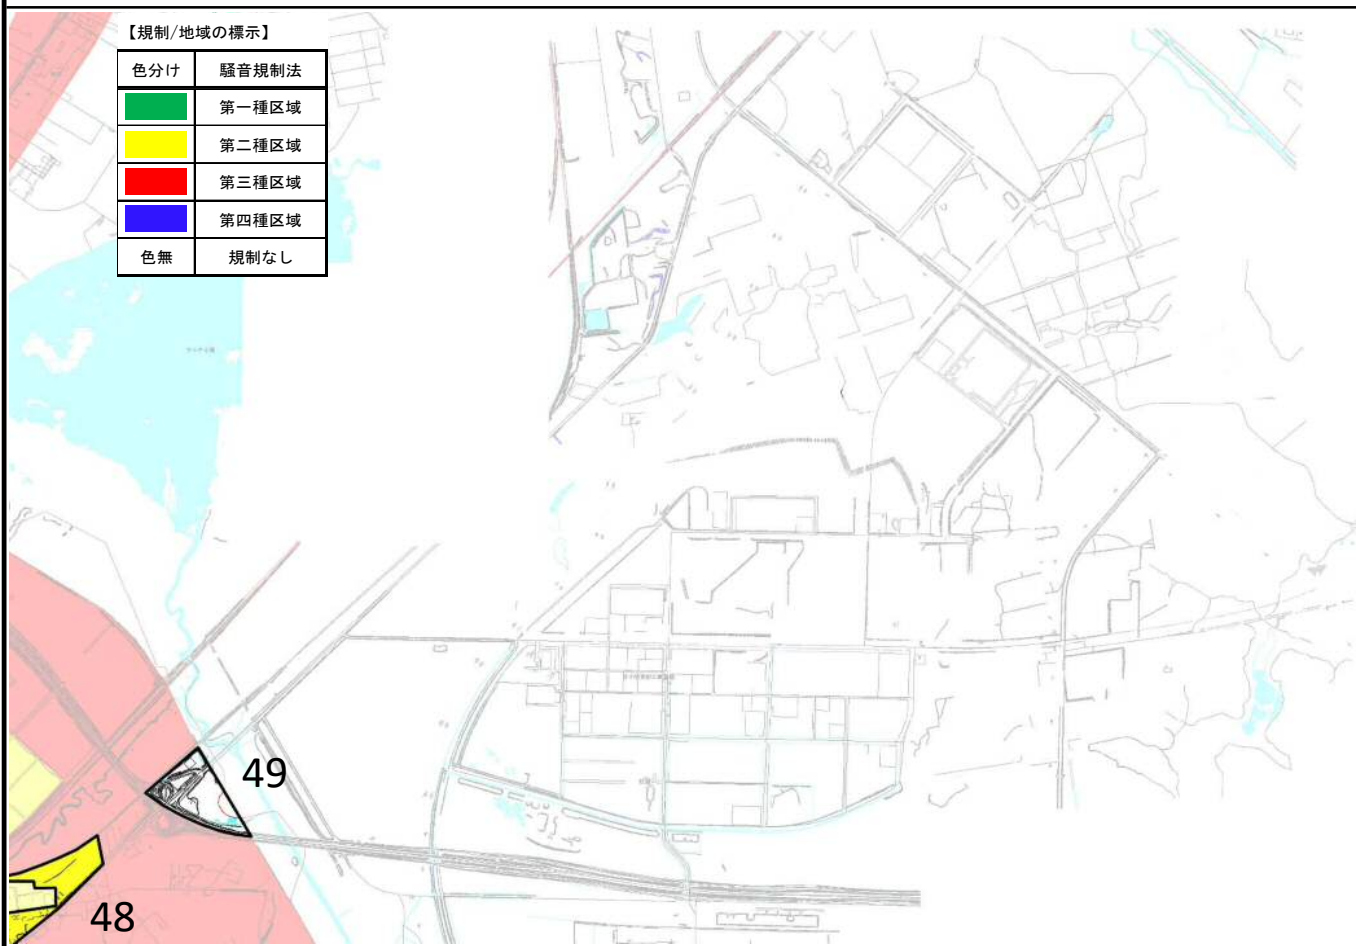 【規制/地域の標示】
色分け 騒音規制法
第一種区域
第二種区域
第三種区域
第四種区域
色無 規制なし
49
48